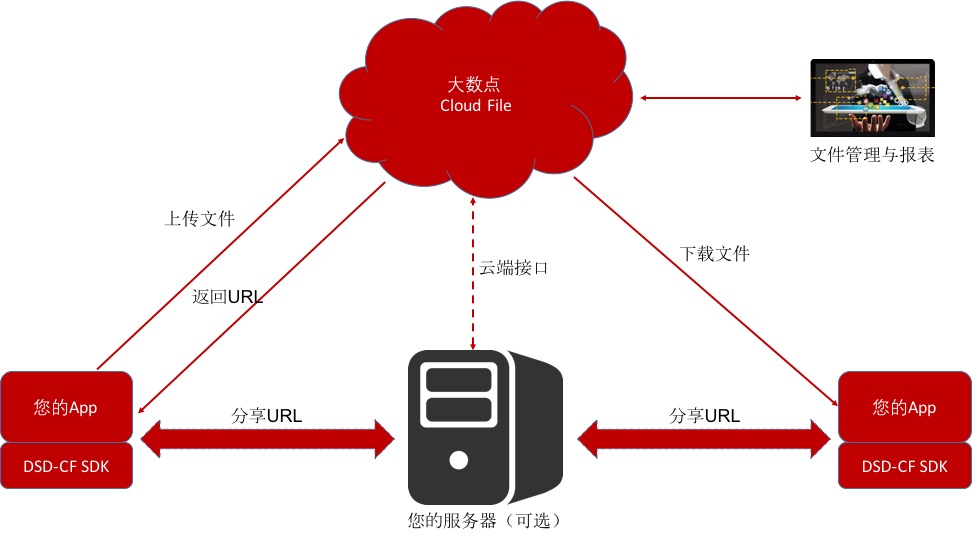 大数点
Cloud File
文件管理与报表
上传文件
下载文件
云端接口
返回URL
您的App
分享URL
分享URL
您的App
DSD-CF SDK
DSD-CF SDK
您的服务器（可选）